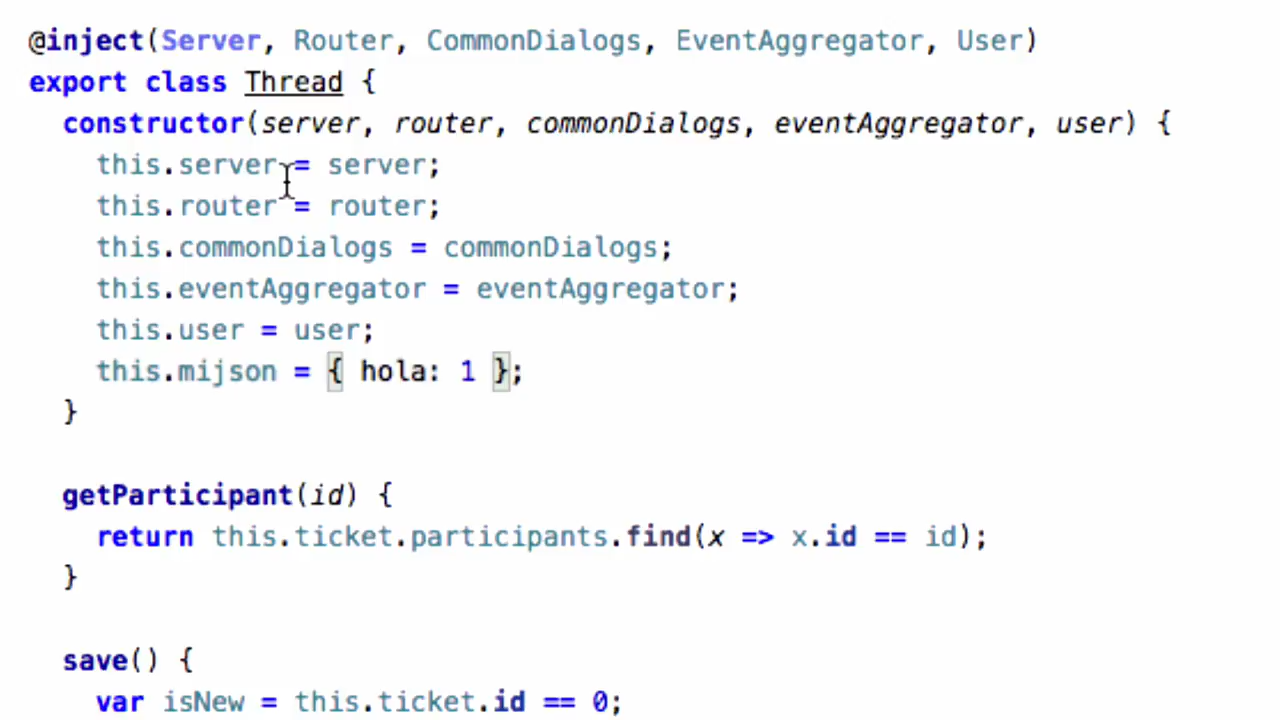 @inject(Server, Router, CommonDialogs, EventAggregator, User)
export class Thread {
  constructor(server, router, commonDialogs, eventAggregator, user) {
    this.server = server;
    this.router = router;
    this.commonDialogs = commonDialogs;
    this.eventAggregator = eventAggregator;
    this.user = user;
    this.mijson = { hola: 1 };
  }

  getParticipant(id) {
    return this.ticket.participants.find(x => x.id == id);
  }

  save() {
    var isNew = this.ticket.id == 0;